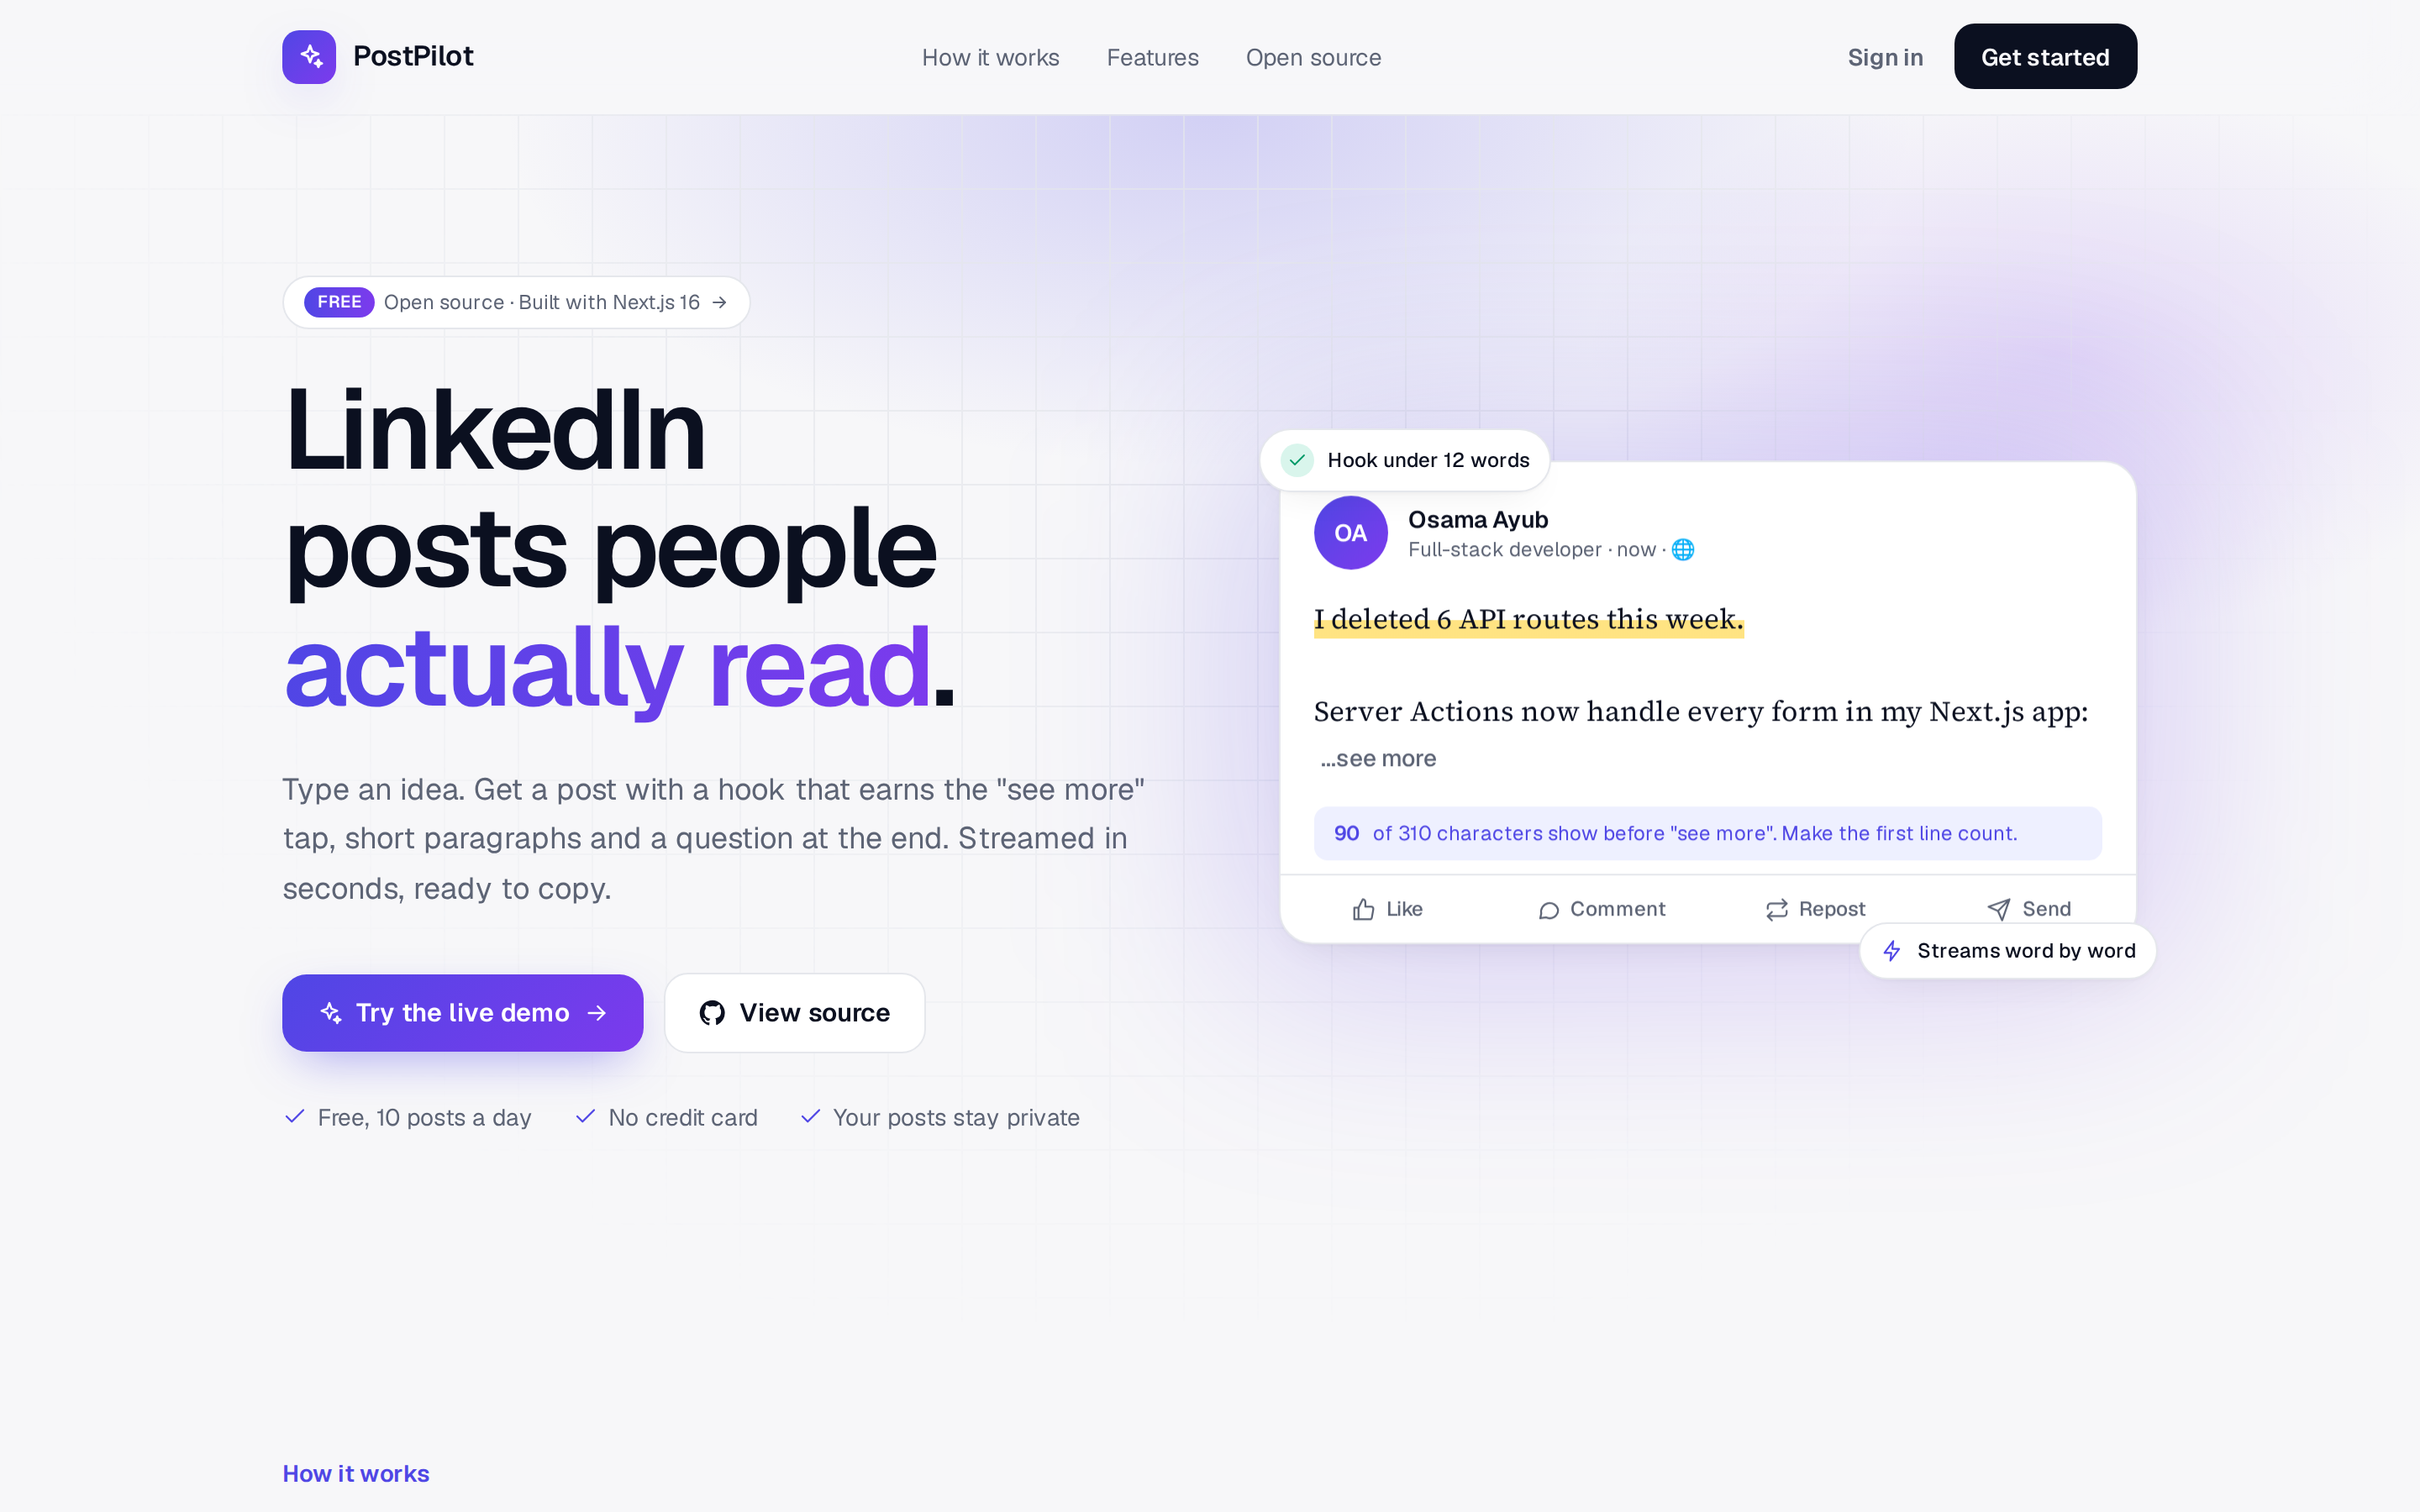 PostPilot
How it works
Features
Open source
Sign in
Get started
FREE Open source · Built with Next.js 16 →
LinkedIn
posts people
actually read.
Type an idea. Get a post with a hook that earns the "see more"
tap, short paragraphs and a question at the end. Streamed in
seconds, ready to copy.
Try the live demo →
View source
Free, 10 posts a day
No credit card
Your posts stay private
Hook under 12 words
OA
Osama Ayub
Full-stack developer · now · 🌐
I deleted 6 API routes this week.
Server Actions now handle every form in my Next.js app:
...see more
90 of 310 characters show before "see more". Make the first line count.
Like
Comment
Repost
Send
Streams word by word
How it works